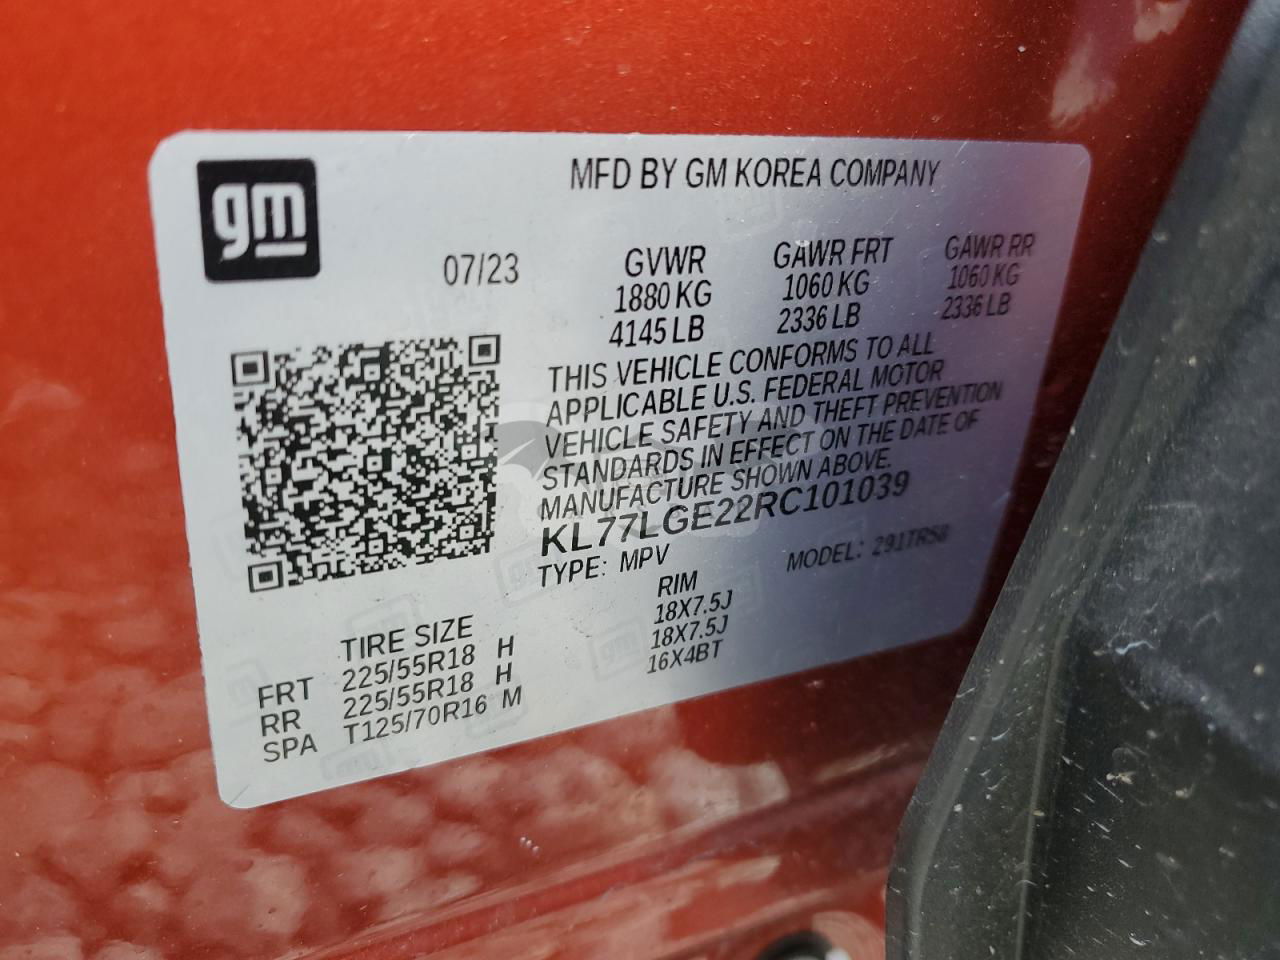 gm
MFD BY GM KOREA COMPANY
07/23
GVWR GAWR FRT GAWR RR
1880 KG 1060 KG 1060 KG
4145 LB 2336 LB 2336 LB
THIS VEHICLE CONFORMS TO ALL
APPLICABLE U.S. FEDERAL MOTOR
VEHICLE SAFETY AND THEFT PREVENTION
STANDARDS IN EFFECT ON THE DATE OF
MANUFACTURE SHOWN ABOVE.
KL77LGE22RC101039
TYPE: MPV MODEL: 291TR58
TIRE SIZE RIM
FRT 225/55R18 H 18X7.5J
RR 225/55R18 H 18X7.5J
SPA T125/70R16 M 16X4BT